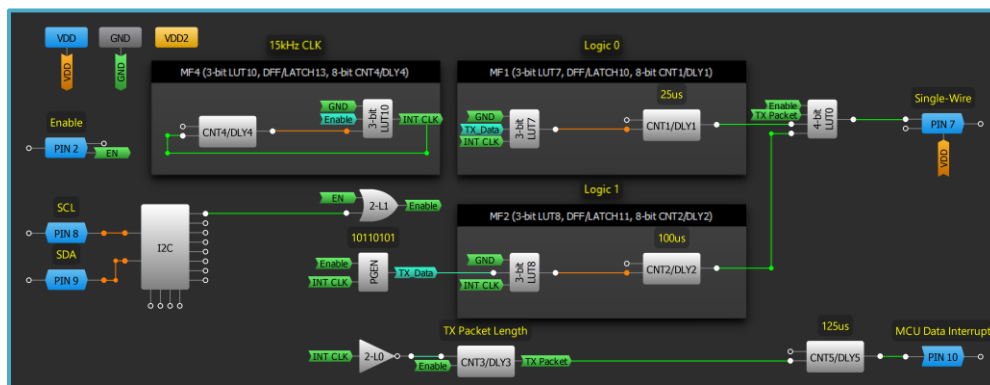 VDD GND VDD2
VDD GND
15kHz CLK
MF4 (3-bit LUT10, DFF/LATCH13, 8-bit CNT4/DLY4)
GND
Enable
CNT4/DLY4
3-bit LUT10
INT CLK
Logic 0
MF1 (3-bit LUT7, DFF/LATCH10, 8-bit CNT1/DLY1)
25us
GND
TX_Data
INT CLK
3-bit LUT7
CNT1/DLY1
Enable
TX Packet
4-bit LUT0
Single-Wire
PIN 7
VDD
Enable
PIN 2
EN
SCL
PIN 8
SDA
PIN 9
I2C
EN
2-L1
Enable
10110101
Enable
INT CLK
PGEN
TX_Data
Logic 1
MF2 (3-bit LUT8, DFF/LATCH11, 8-bit CNT2/DLY2)
100us
GND
INT CLK
3-bit LUT8
CNT2/DLY2
TX Packet Length
INT CLK
2-L0
Enable
CNT3/DLY3
TX Packet
125us
CNT5/DLY5
MCU Data Interrupt
PIN 10